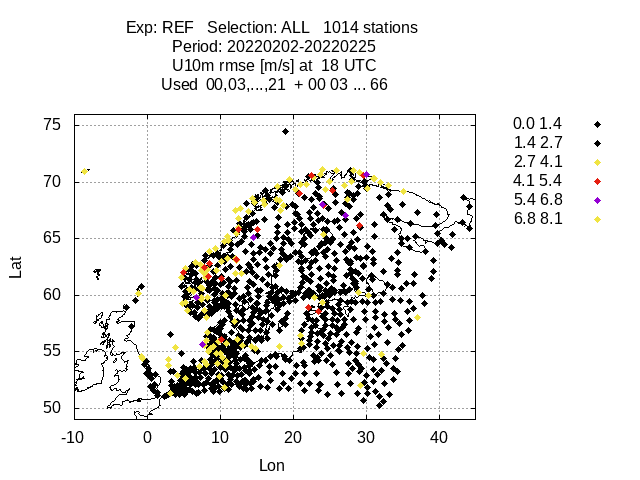 Exp: REF   Selection: ALL   1014 stations
Period: 20220202-20220225
U10m rmse [m/s] at  18 UTC
Used  00,03,...,21  + 00 03 ... 66
75
70
65
60
55
50
Lat
-10 0 10 20 30 40
Lon
0.0 1.4
1.4 2.7
2.7 4.1
4.1 5.4
5.4 6.8
6.8 8.1